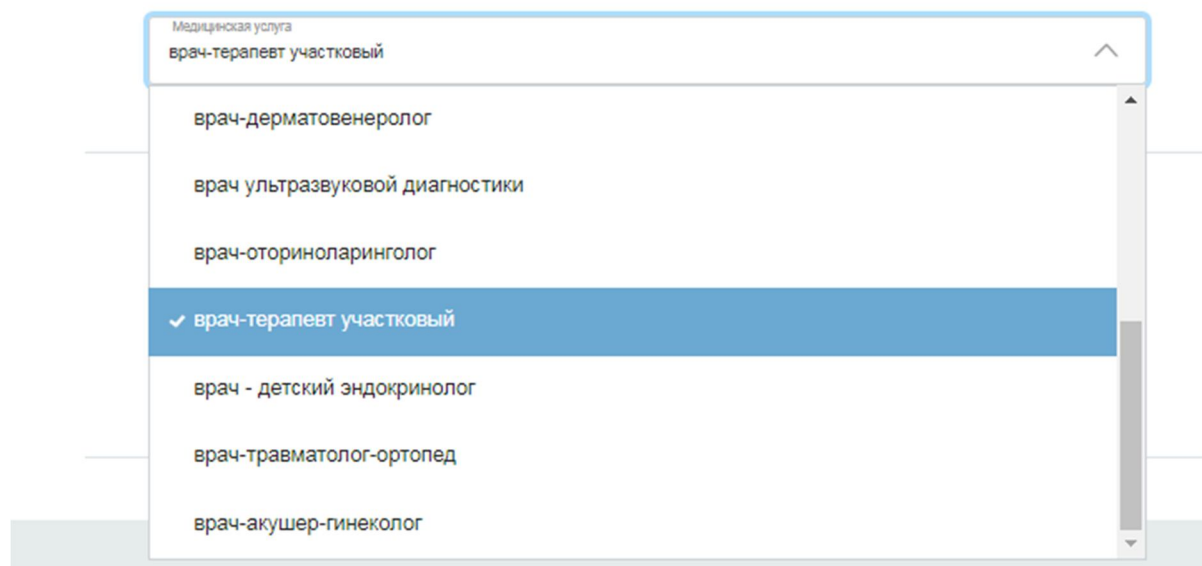 Медицинская услуга
врач-терапевт участковый
врач-дерматовенеролог
врач ультразвуковой диагностики
врач-оториноларинголог
врач-терапевт участковый
врач - детский эндокринолог
врач-травматолог-ортопед
врач-акушер-гинеколог